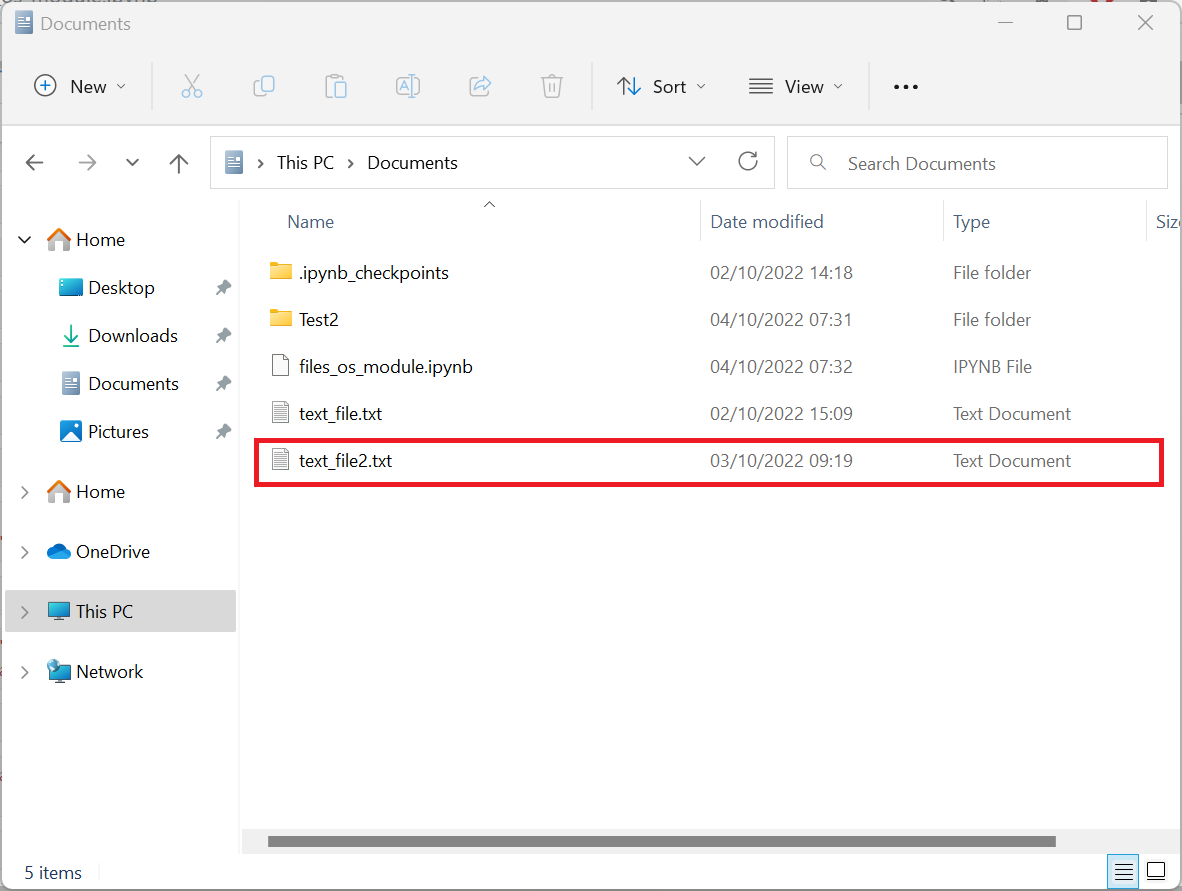 Documents
New Sort View
This PC Documents Search Documents
Name Date modified Type
Home
.ipynb_checkpoints 02/10/2022 14:18 File folder
Desktop
Test2 04/10/2022 07:31 File folder
Downloads
files_os_module.ipynb 04/10/2022 07:32 IPYNB File
Documents
text_file.txt 02/10/2022 15:09 Text Document
Pictures
text_file2.txt 03/10/2022 09:19 Text Document
Home
OneDrive
This PC
Network
5 items